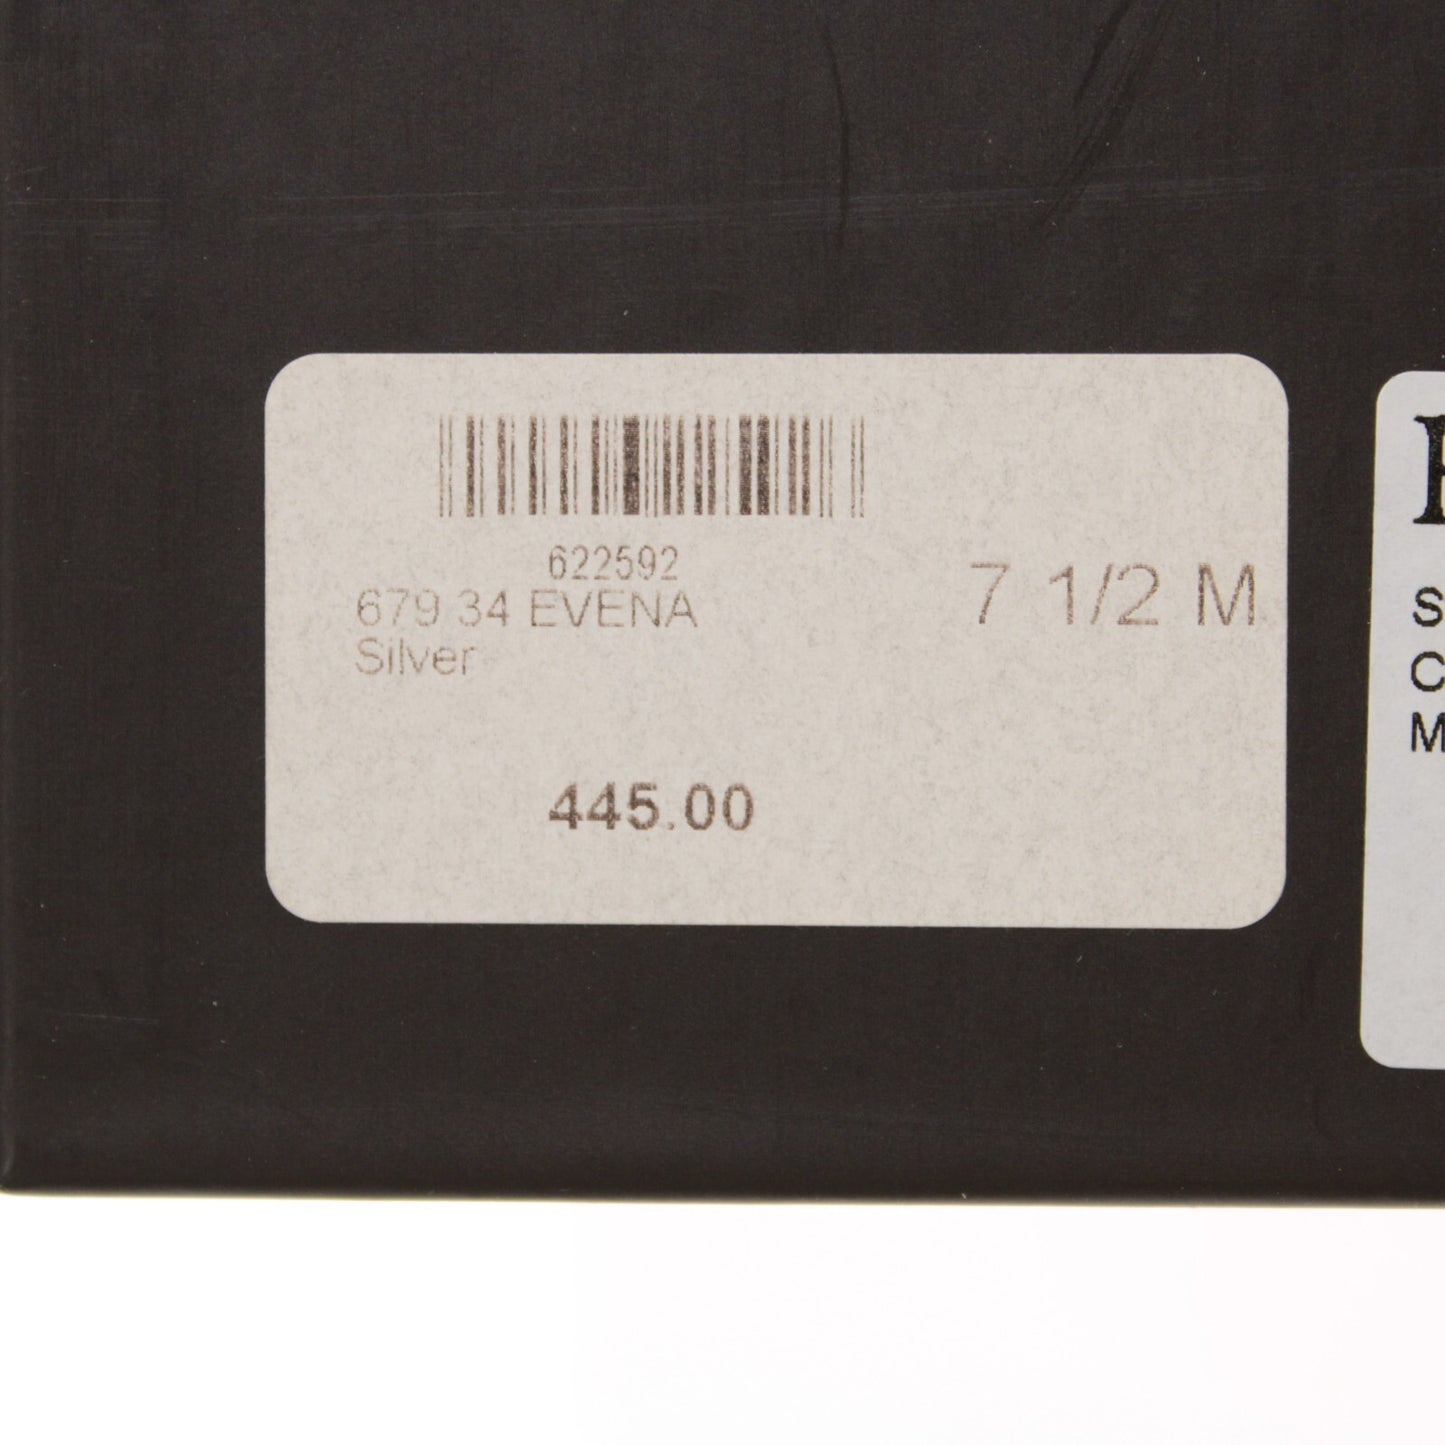 622592
679 34 EVENA
Silver
7 1/2 M
445.00
S
C
M